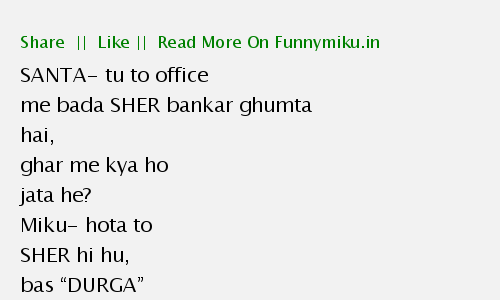 Share || Like || Read More On Funnymiku.in
SANTA– tu to office
me bada SHER bankar ghumta
hai,
ghar me kya ho
jata he?
Miku– hota to
SHER hi hu,
bas “DURGA”